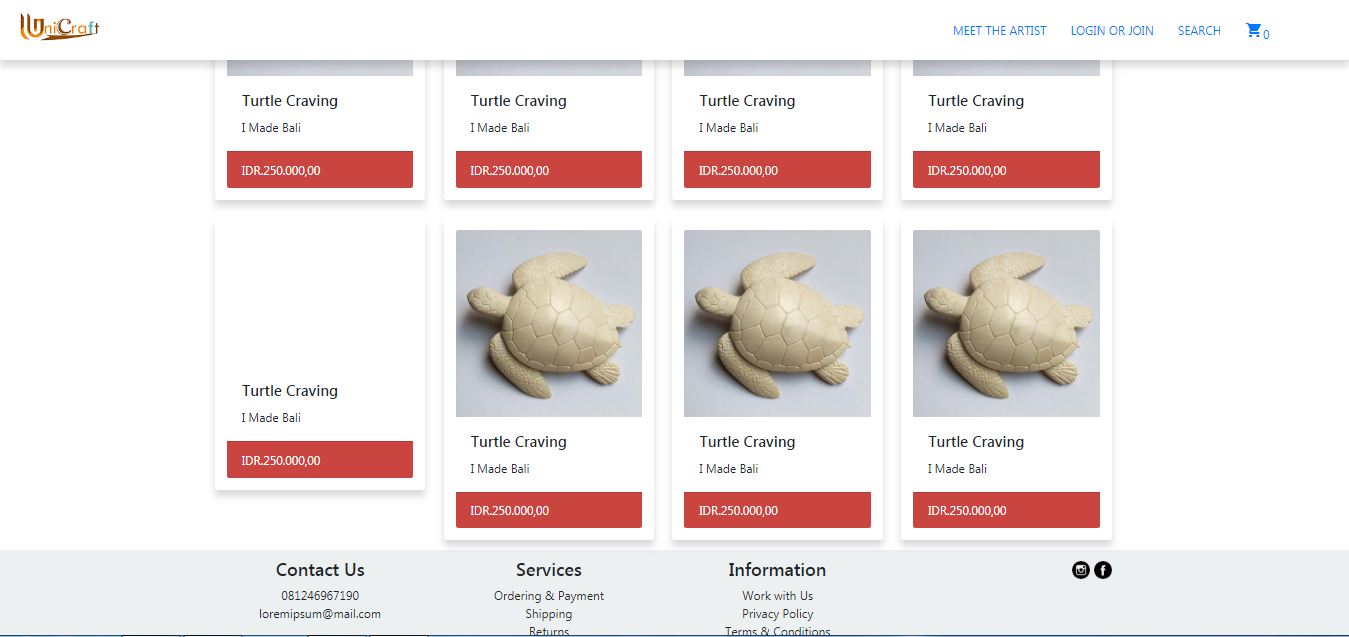 UniCraft
MEET THE ARTIST
LOGIN OR JOIN
SEARCH
0
Turtle Craving
I Made Bali
IDR.250.000,00
Turtle Craving
I Made Bali
IDR.250.000,00
Turtle Craving
I Made Bali
IDR.250.000,00
Turtle Craving
I Made Bali
IDR.250.000,00
Turtle Craving
I Made Bali
IDR.250.000,00
Turtle Craving
I Made Bali
IDR.250.000,00
Turtle Craving
I Made Bali
IDR.250.000,00
Turtle Craving
I Made Bali
IDR.250.000,00
Contact Us
081246967190
loremipsum@mail.com
Services
Ordering & Payment
Shipping
Returns
Information
Work with Us
Privacy Policy
Terms & Conditions